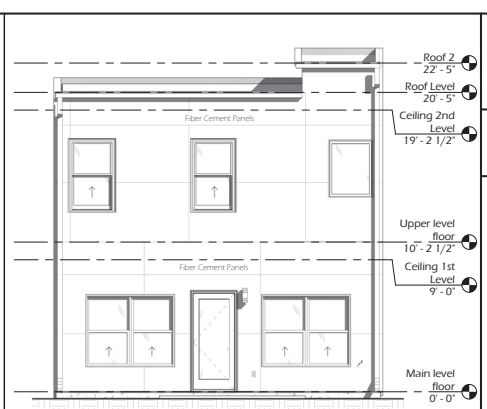 Roof 2
22' - 5"
Roof Level
20' - 5"
Ceiling 2nd
Level
19' - 2 1/2"
Fiber Cement Panels
Upper level
floor
10' - 2 1/2"
Fiber Cement Panels
Ceiling 1st
Level
9' - 0"
Main level
floor
0' - 0"